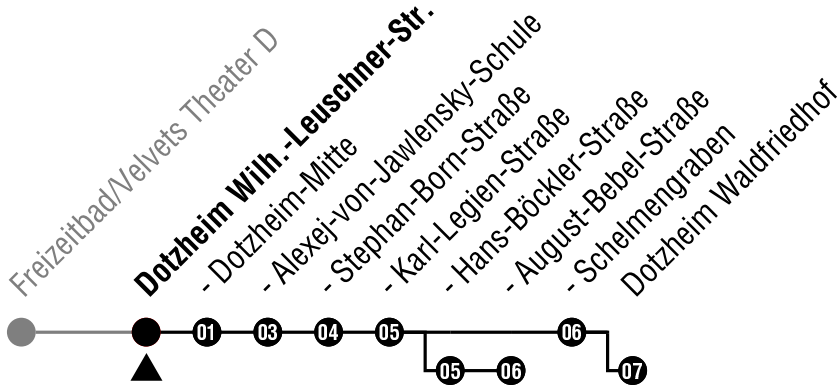 Freizeitbad/Velvets Theater D
Dotzheim Wilh.-Leuschner-Str.
- Dotzheim-Mitte
- Alexej-von-Jawlensky-Schule
- Stephan-Born-Straße
- Karl-Legien-Straße
- Hans-Böckler-Straße
- August-Bebel-Straße
- Schelmengraben
Dotzheim Waldfriedhof
01 03 04 05 06
05 06 07